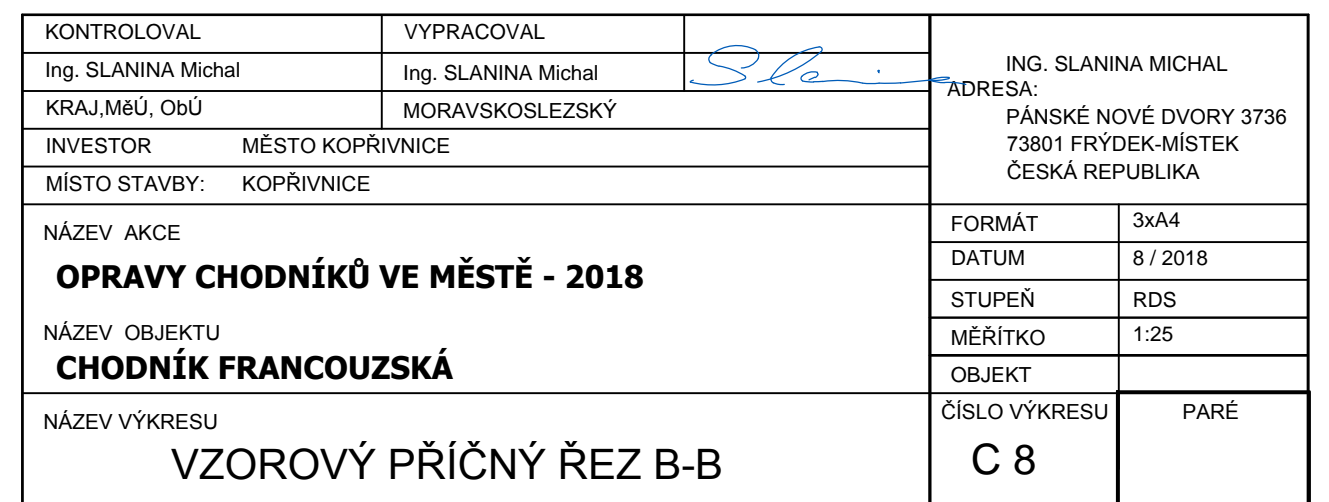 KONTROLOVAL VYPRACOVAL
Ing. SLANINA Michal Ing. SLANINA Michal Slanina
KRAJ,MěÚ, ObÚ MORAVSKOSLEZSKÝ
INVESTOR MĚSTO KOPŘIVNICE
MÍSTO STAVBY: KOPŘIVNICE
ING. SLANINA MICHAL
ADRESA:
PÁNSKÉ NOVÉ DVORY 3736
73801 FRÝDEK-MÍSTEK
ČESKÁ REPUBLIKA
NÁZEV AKCE
OPRAVY CHODNÍKŮ VE MĚSTĚ - 2018
NÁZEV OBJEKTU
CHODNÍK FRANCOUZSKÁ
FORMÁT 3xA4
DATUM 8 / 2018
STUPEŇ RDS
MĚŘÍTKO 1:25
OBJEKT
NÁZEV VÝKRESU
VZOROVÝ PŘÍČNÝ ŘEZ B-B
ČÍSLO VÝKRESU PARÉ
C 8